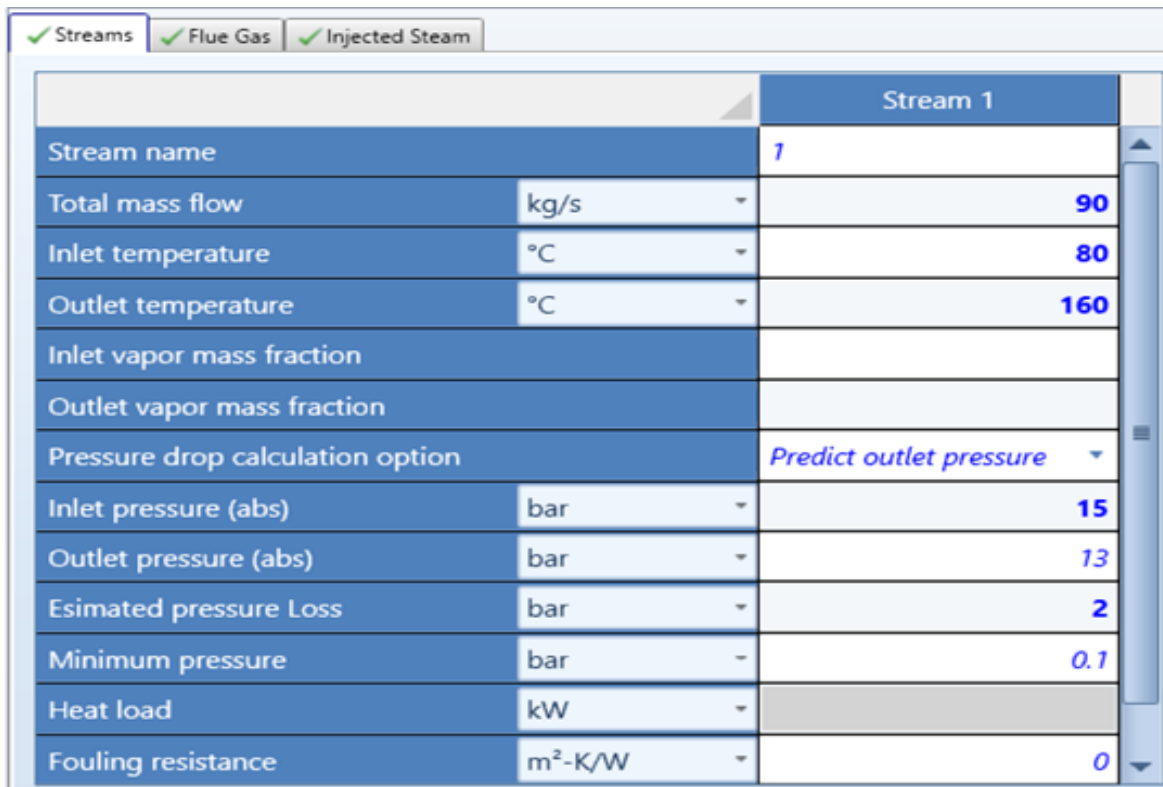 Streams Flue Gas Injected Steam
Stream 1
Stream name 1
Total mass flow kg/s 90
Inlet temperature °C 80
Outlet temperature °C 160
Inlet vapor mass fraction
Outlet vapor mass fraction
Pressure drop calculation option Predict outlet pressure
Inlet pressure (abs) bar 15
Outlet pressure (abs) bar 13
Esimated pressure Loss bar 2
Minimum pressure bar 0.1
Heat load kW
Fouling resistance m²-K/W 0